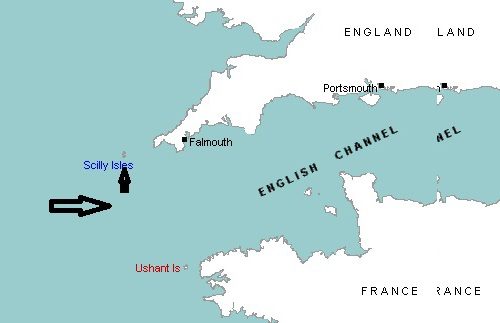 ENGLAND LAND
Portsmouth
Falmouth
ENGLISH CHANNEL NEL
Scilly Isles
Ushant Is
FRANCE RANCE